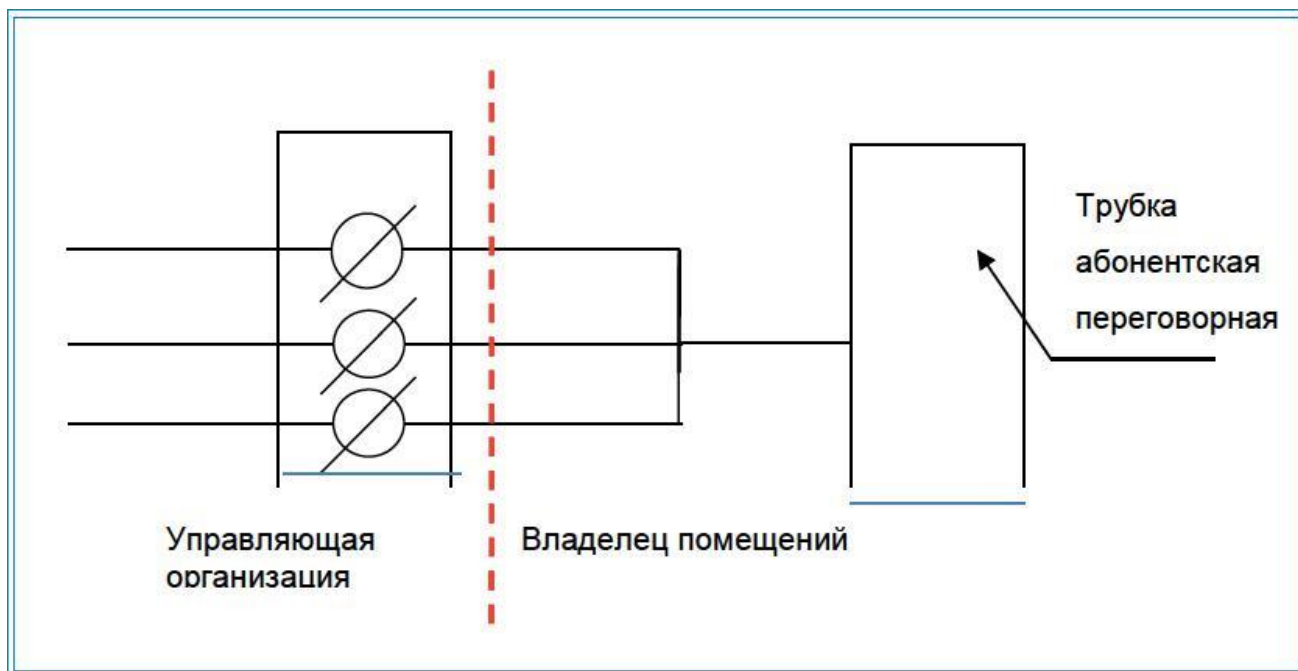 Трубка
абонентская
переговорная
Управляющая
организация
Владелец помещений